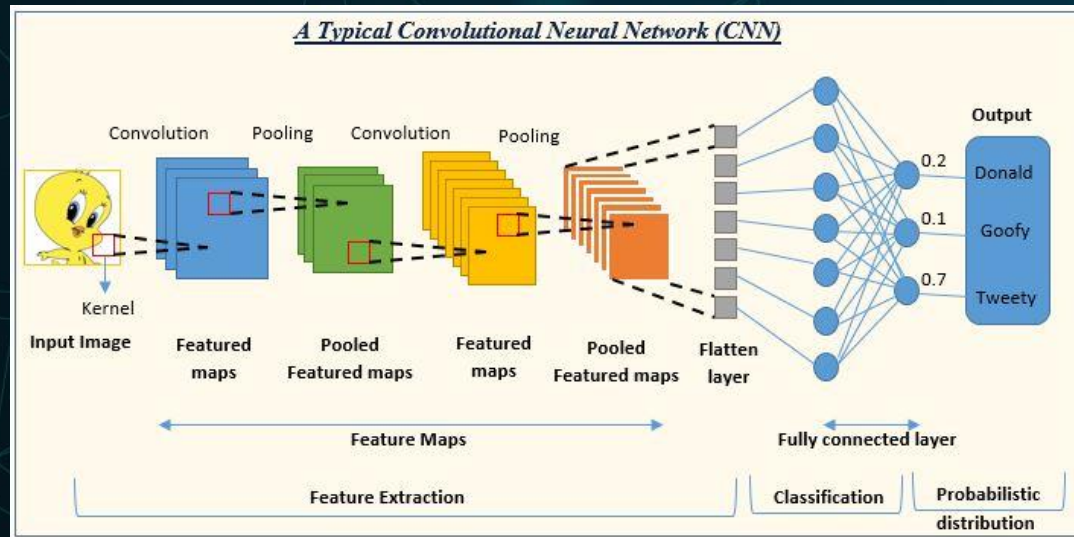 A Typical Convolutional Neural Network (CNN)
Convolution
Pooling
Convolution
Pooling
Output
0.2
Donald
0.1
Goofy
0.7
Tweety
Kernel
Input Image
Featured
maps
Pooled
Featured maps
Featured
maps
Pooled
Featured maps
Flatten
layer
Feature Maps
Fully connected layer
Feature Extraction
Classification
Probabilistic
distribution